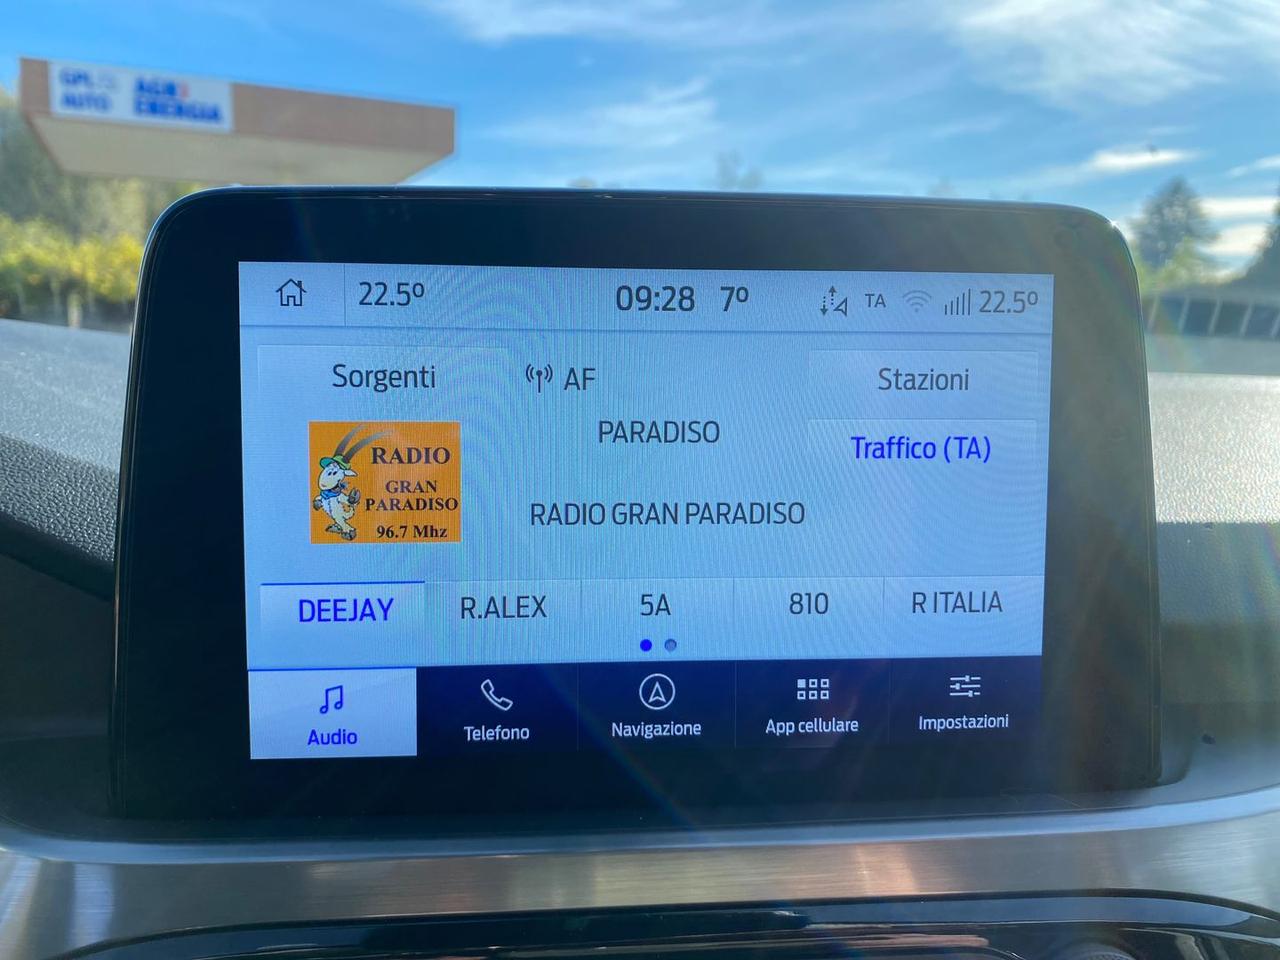 GPL
AUTO
AGRI
ENERGIA
22.5º
09:28 7º
TA
22.5º
Sorgenti
AF
Stazioni
PARADISO
Traffico (TA)
RADIO
GRAN
PARADISO
96.7 Mhz
RADIO GRAN PARADISO
DEEJAY
R.ALEX
5A
810
R ITALIA
Audio
Telefono
Navigazione
App cellulare
Impostazioni